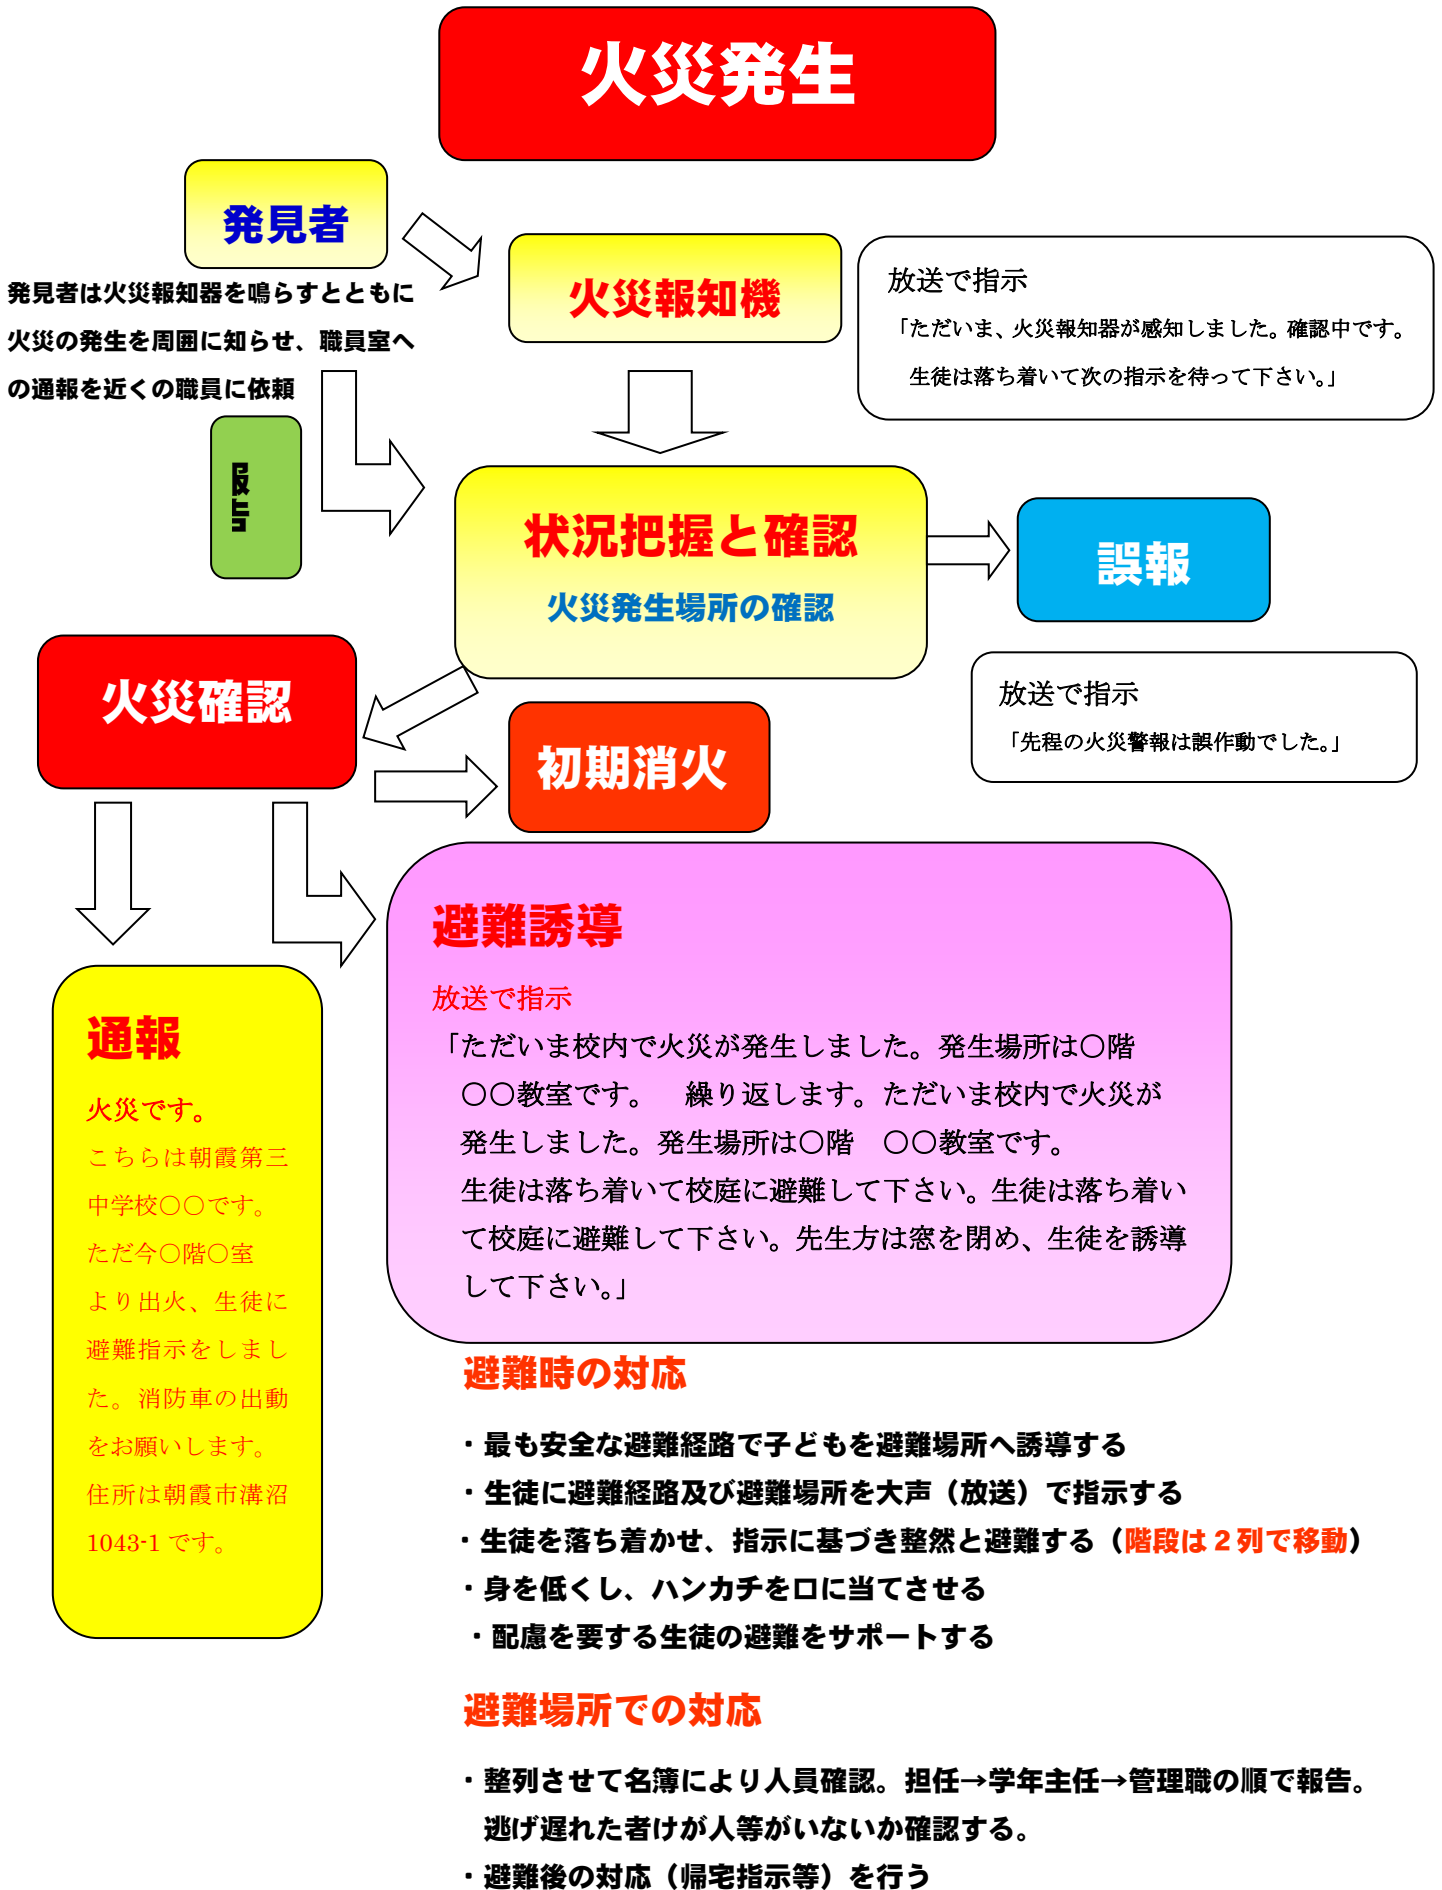 火災発生
発見者
発見者は火災報知器を鳴らすとともに
火災の発生を周囲に知らせ、職員室へ
の通報を近くの職員に依頼
火災報知機
放送で指示
「ただいま、火災報知器が感知しました。確認中です。
生徒は落ち着いて次の指示を待って下さい。」
報告
状況把握と確認
火災発生場所の確認
誤報
放送で指示
「先程の火災警報は誤作動でした。」
火災確認
初期消火
避難誘導
放送で指示
「ただいま校内で火災が発生しました。発生場所は〇階
〇〇教室です。　繰り返します。ただいま校内で火災が
発生しました。発生場所は〇階　〇〇教室です。
生徒は落ち着いて校庭に避難して下さい。生徒は落ち着い
て校庭に避難して下さい。先生方は窓を閉め、生徒を誘導
して下さい。」
通報
火災です。
こちらは朝霞第三
中学校〇〇です。
ただ今〇階〇室
より出火、生徒に
避難指示をしまし
た。消防車の出動
をお願いします。
住所は朝霞市溝沼
1043-1 です。
避難時の対応
・最も安全な避難経路で子どもを避難場所へ誘導する
・生徒に避難経路及び避難場所を大声（放送）で指示する
・生徒を落ち着かせ、指示に基づき整然と避難する（階段は２列で移動）
・身を低くし、ハンカチを口に当てさせる
・配慮を要する生徒の避難をサポートする
避難場所での対応
・整列させて名簿により人員確認。担任→学年主任→管理職の順で報告。
逃げ遅れた者けが人等がいないか確認する。
・避難後の対応（帰宅指示等）を行う